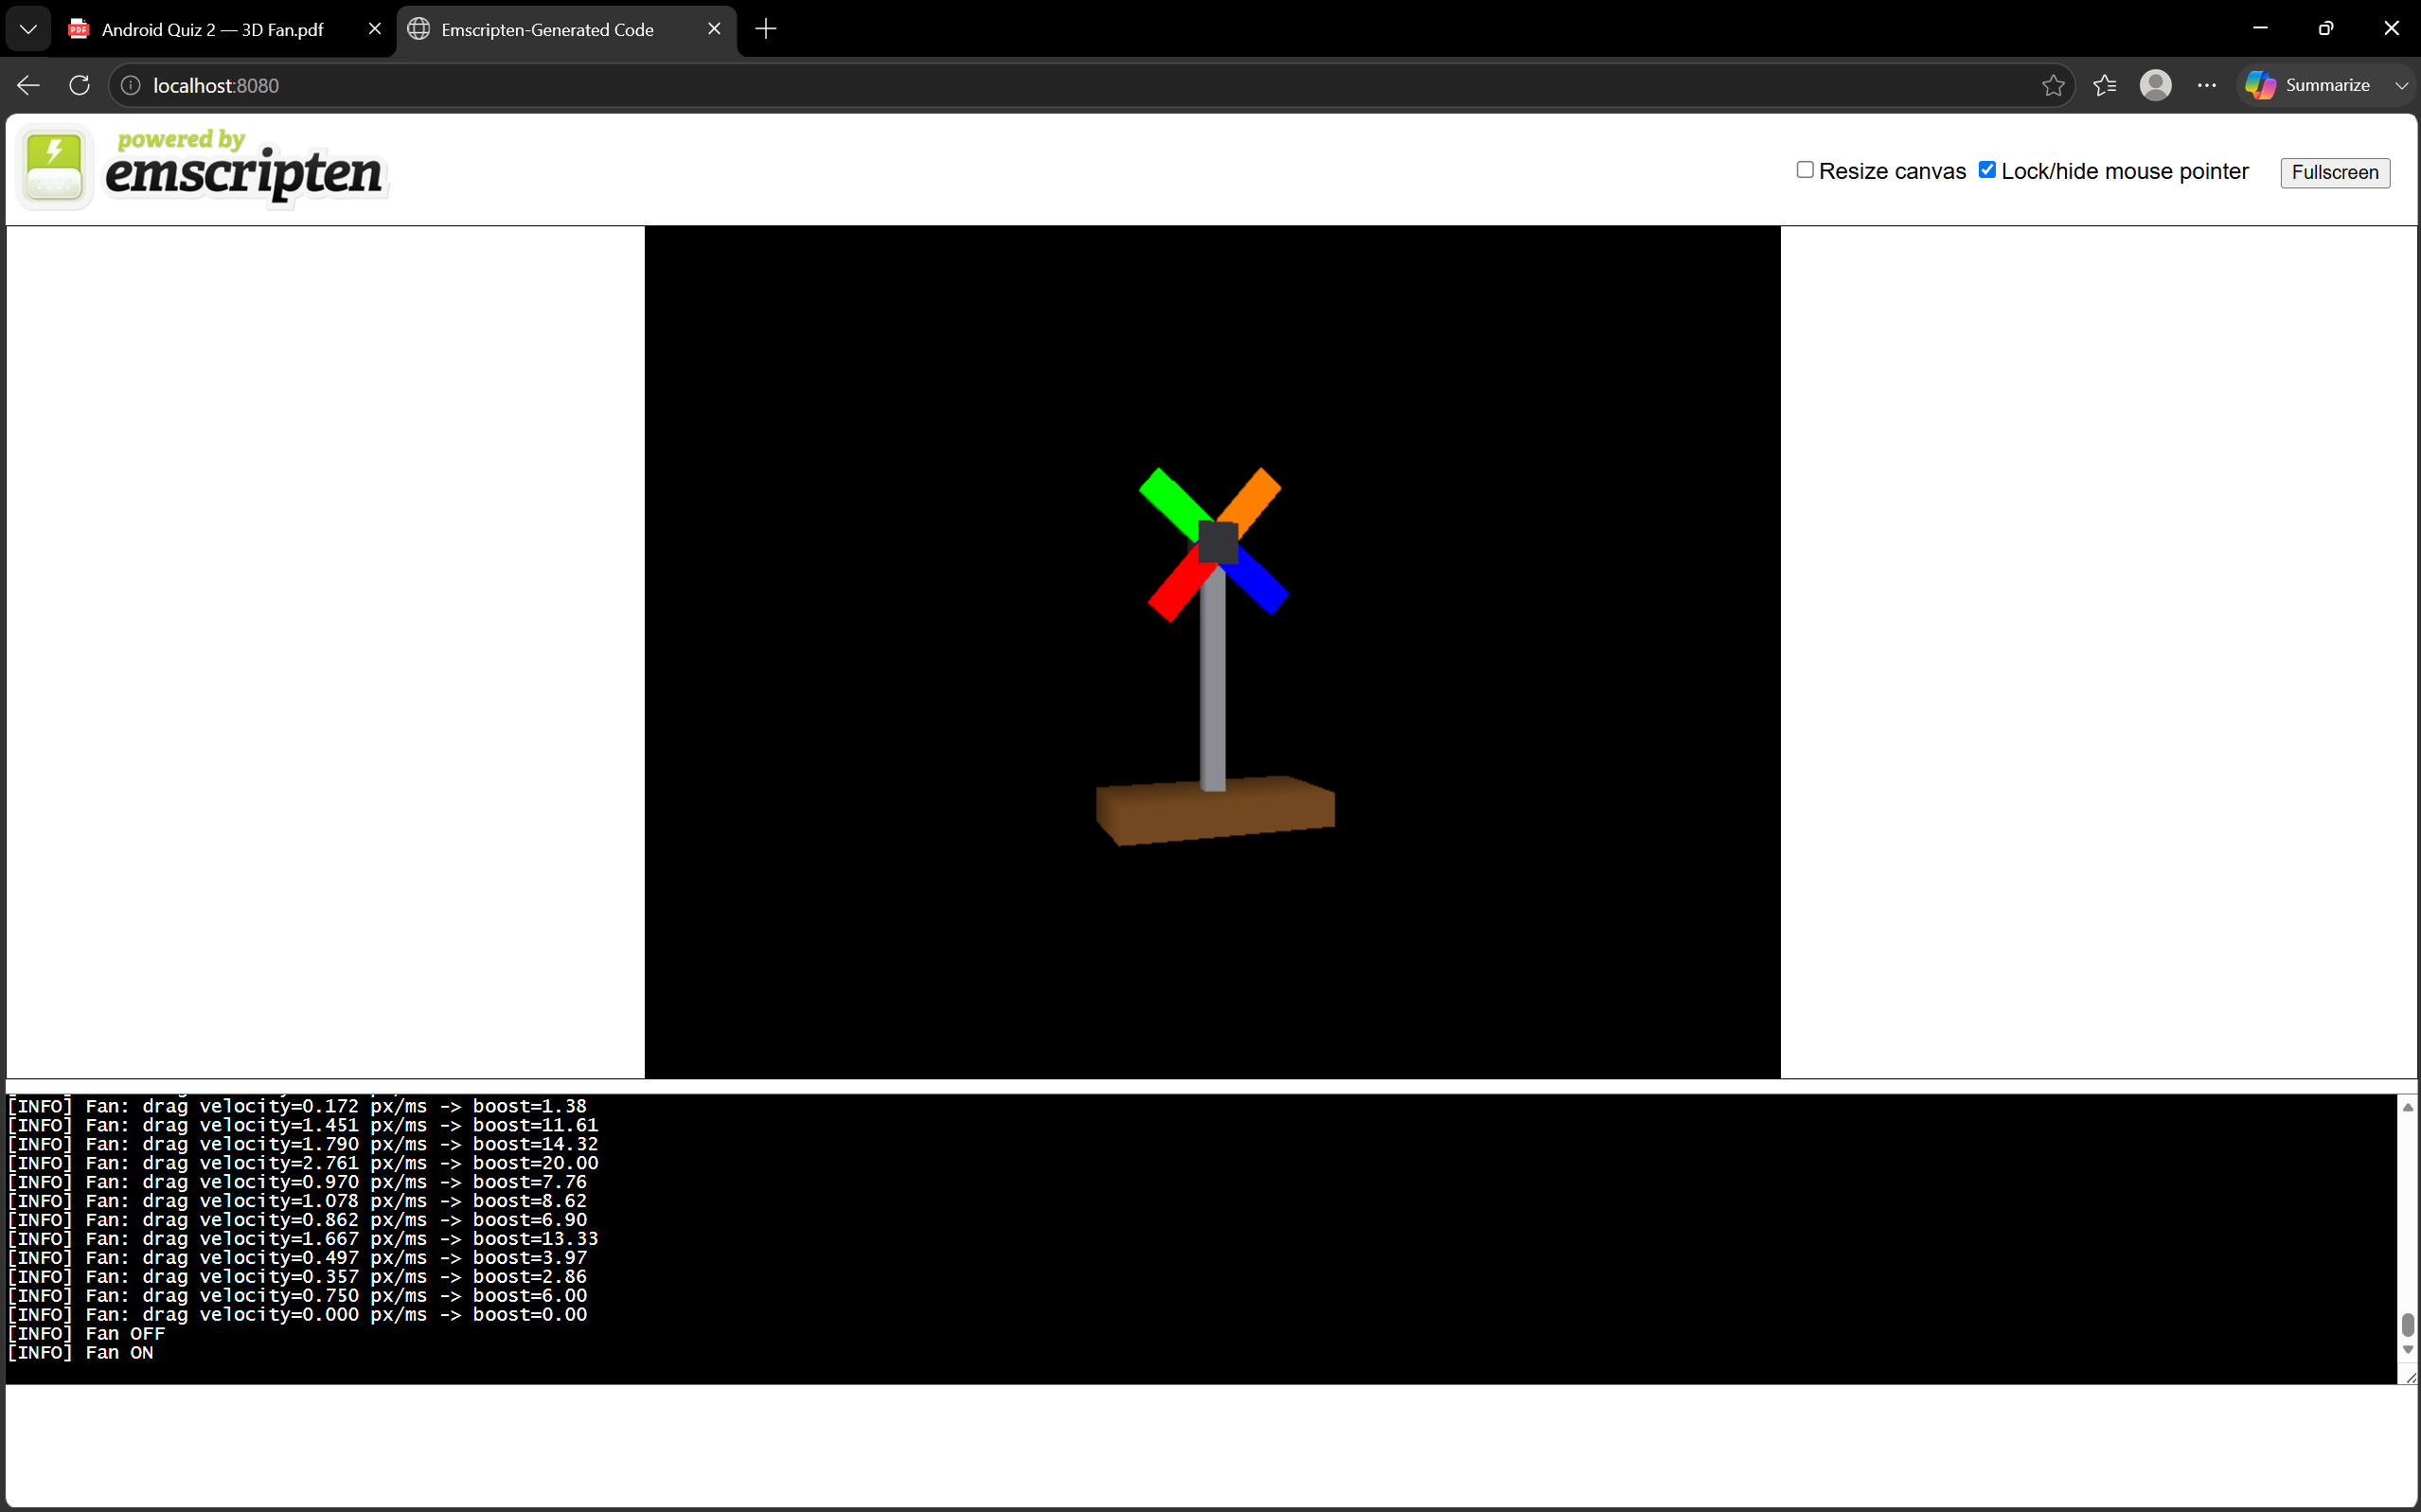 Android Quiz 2 — 3D Fan.pdf
Emscripten-Generated Code
localhost:8080
Summarize
powered by
emscripten
Resize canvas
Lock/hide mouse pointer
Fullscreen
[INFO] Fan: drag velocity=0.172 px/ms -> boost=1.38
[INFO] Fan: drag velocity=1.451 px/ms -> boost=11.61
[INFO] Fan: drag velocity=1.790 px/ms -> boost=14.32
[INFO] Fan: drag velocity=2.761 px/ms -> boost=20.00
[INFO] Fan: drag velocity=0.970 px/ms -> boost=7.76
[INFO] Fan: drag velocity=1.078 px/ms -> boost=8.62
[INFO] Fan: drag velocity=0.862 px/ms -> boost=6.90
[INFO] Fan: drag velocity=1.667 px/ms -> boost=13.33
[INFO] Fan: drag velocity=0.497 px/ms -> boost=3.97
[INFO] Fan: drag velocity=0.357 px/ms -> boost=2.86
[INFO] Fan: drag velocity=0.750 px/ms -> boost=6.00
[INFO] Fan: drag velocity=0.000 px/ms -> boost=0.00
[INFO] Fan OFF
[INFO] Fan ON